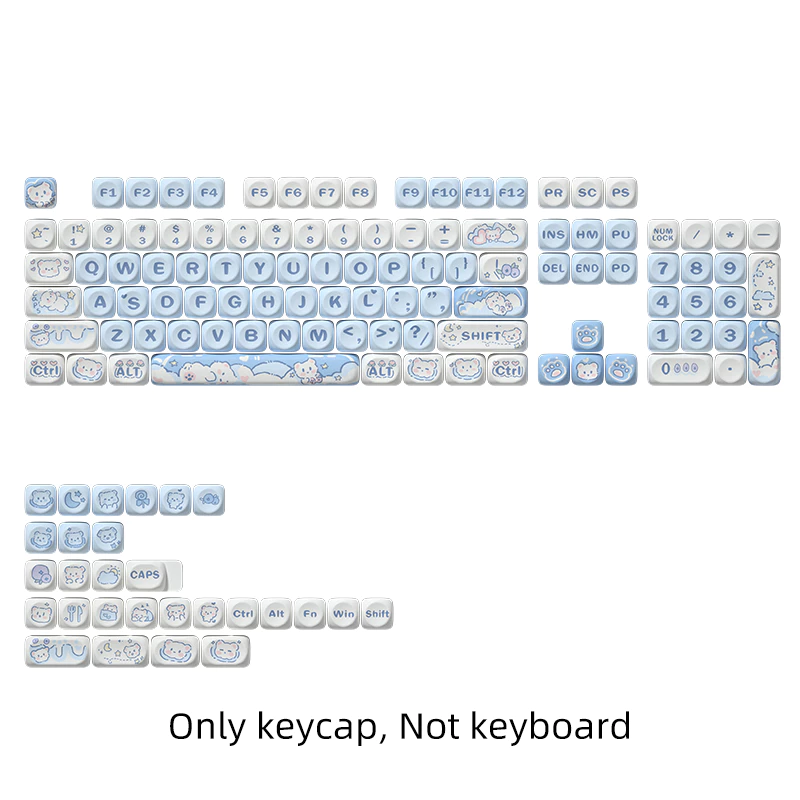 F1 F2 F3 F4 F5 F6 F7 F8 F9 F10 F11 F12 PR SC PS
~ ! 1 @ 2 # 3 $ 4 % 5 ^ 6 & 7 * 8 ( 9 ) 0 _ - + = INS HM PU NUM LOCK / * —
Q W E R T Y U I O P { [ } ] | \ DEL END PD 7 8 9
A S D F G H J K L : ; " , 4 5 6
Z X C V B N M < , > . ? / SHIFT 1 2 3
Ctrl ALT ALT Ctrl 0 .
CAPS
Ctrl Alt Fn Win Shift
Only keycap, Not keyboard